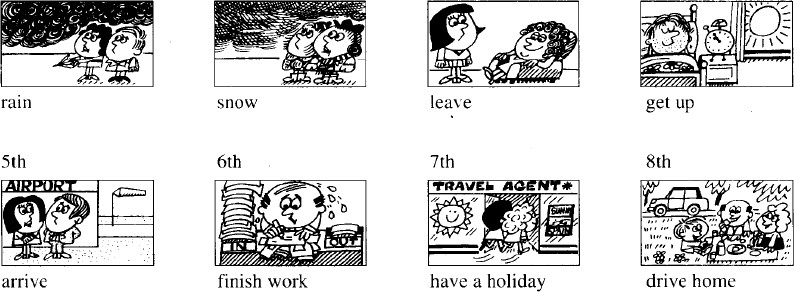 rain
snow
leave
get up
5th
6th
7th
8th
AIRPORT
IN
OUT
TRAVEL AGENT*
arrive
finish work
have a holiday
drive home